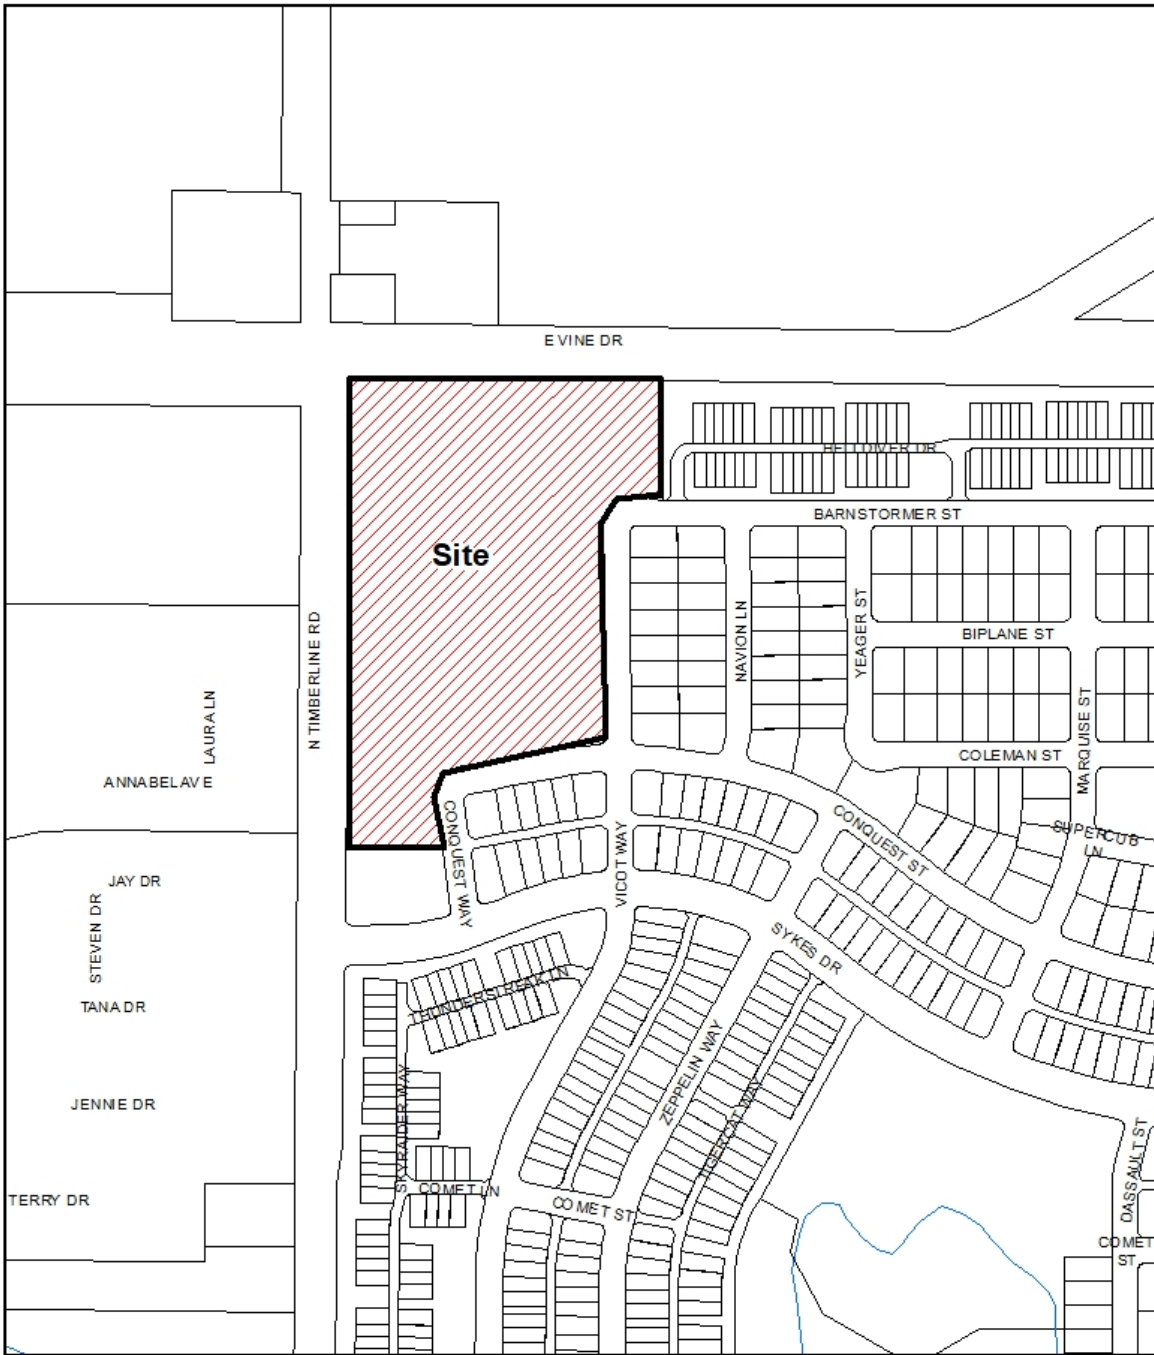 E VINE DR
HELLDIVER DR
BARNSTORMER ST
Site
NAVION LN
YEAGER ST
BIPLANE ST
N TIMBERLINE RD
LAURA LN
MARQUISE ST
COLEMAN ST
ANNABEL AVE
CONQUEST WAY
VICOT WAY
CONQUEST ST
SUPERCUB
LN
JAY DR
STEVEN DR
SYKES DR
THUNDERSTREAK LN
TANA DR
ZEPPELIN WAY
TIGERCAT WAY
SKYRAIDER WAY
JENNIE DR
DASSAULT ST
COMET LN
TERRY DR
COMET ST
COMET
ST